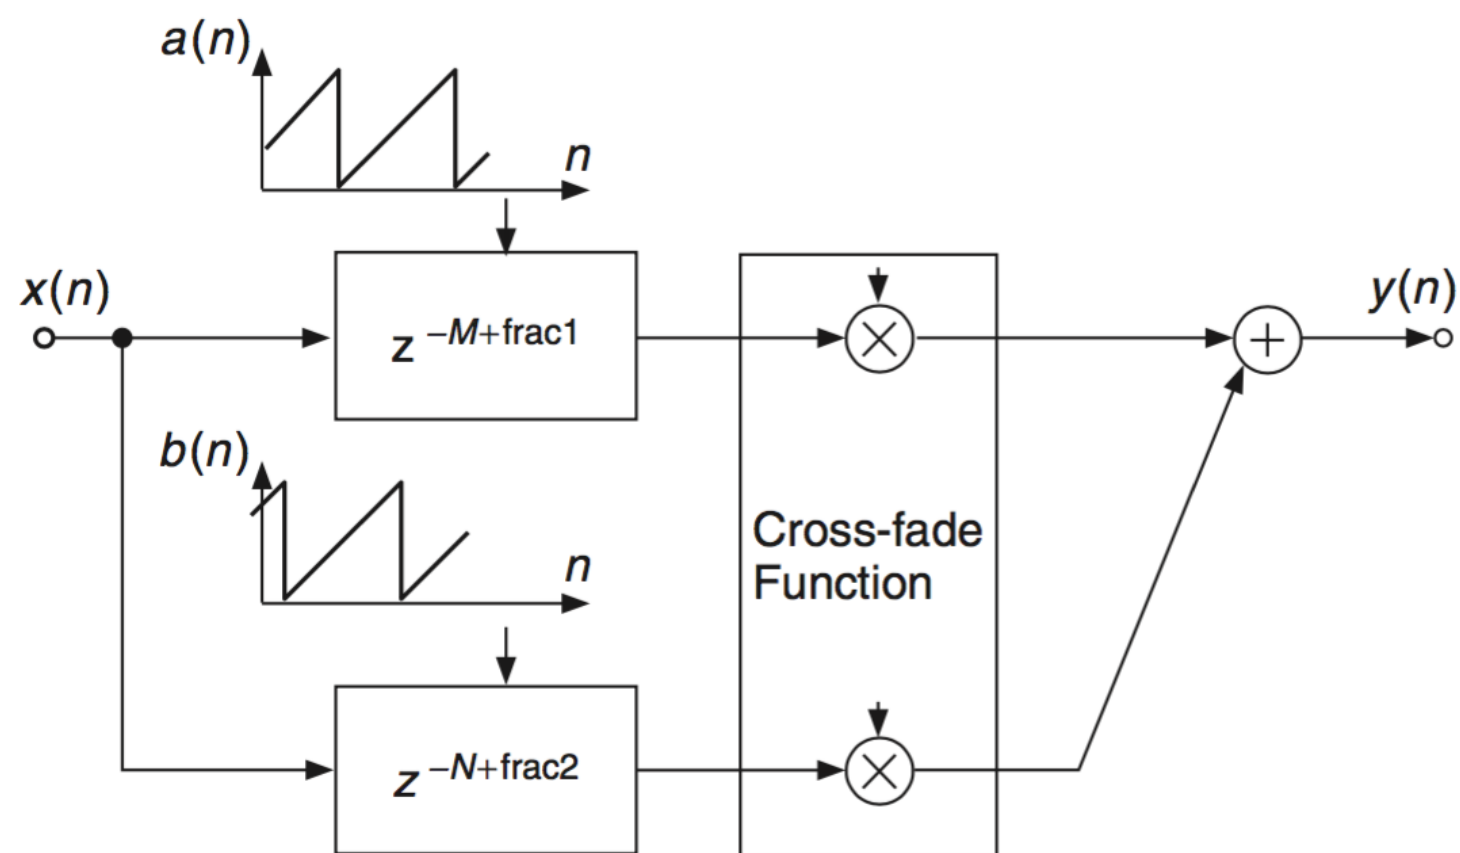 a(n)
n
x(n)
z -M+frac1
y(n)
b(n)
n
Cross-fade
Function
z -N+frac2